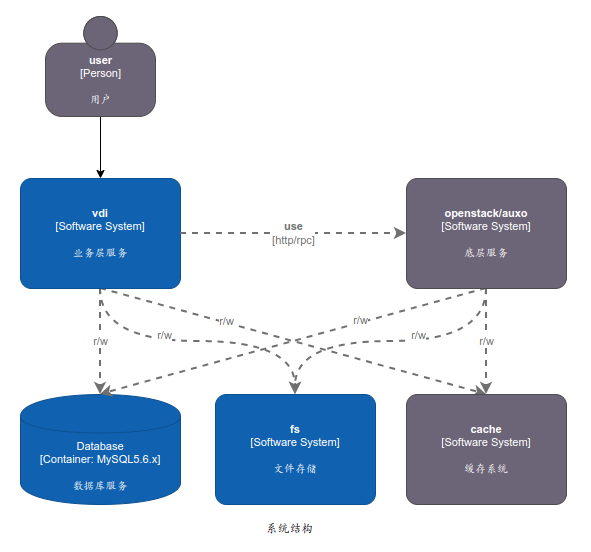 user
[Person]
用户
vdi
[Software System]
业务层服务
use
[http/rpc]
openstack/auxo
[Software System]
底层服务
r/w
r/w
r/w
r/w
r/w
r/w
Database
[Container: MySQL5.6.x]
数据库服务
fs
[Software System]
文件存储
cache
[Software System]
缓存系统
系统结构